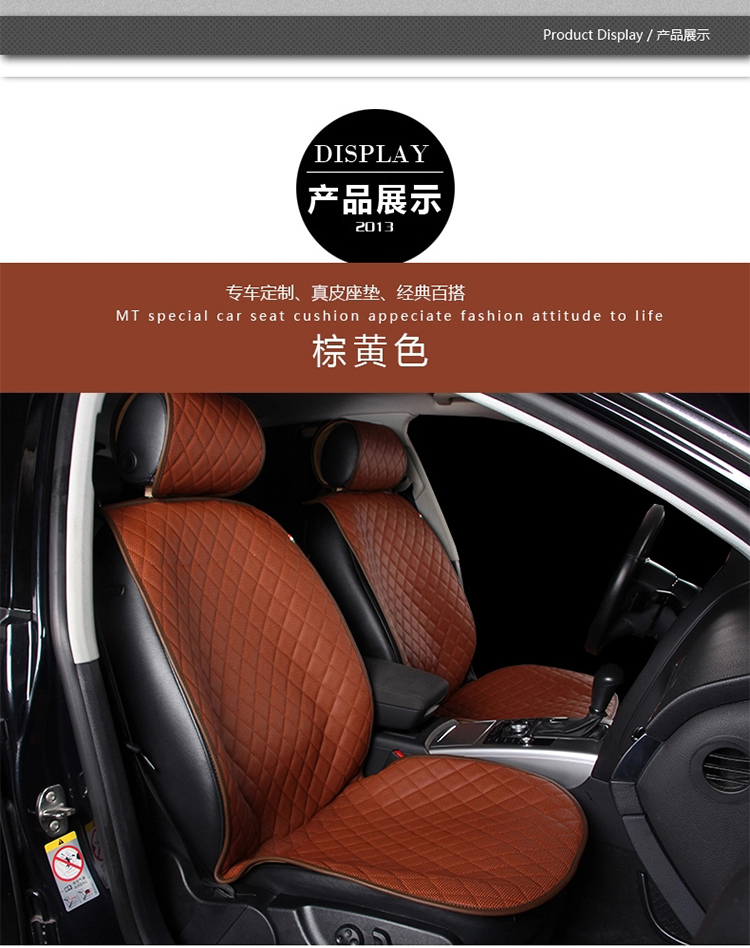 Product Display / 产品展示
DISPLAY
产品展示
2013
专车定制、真皮座垫、经典百搭
MT special car seat cushion appeciate fashion attitude to life
棕黄色